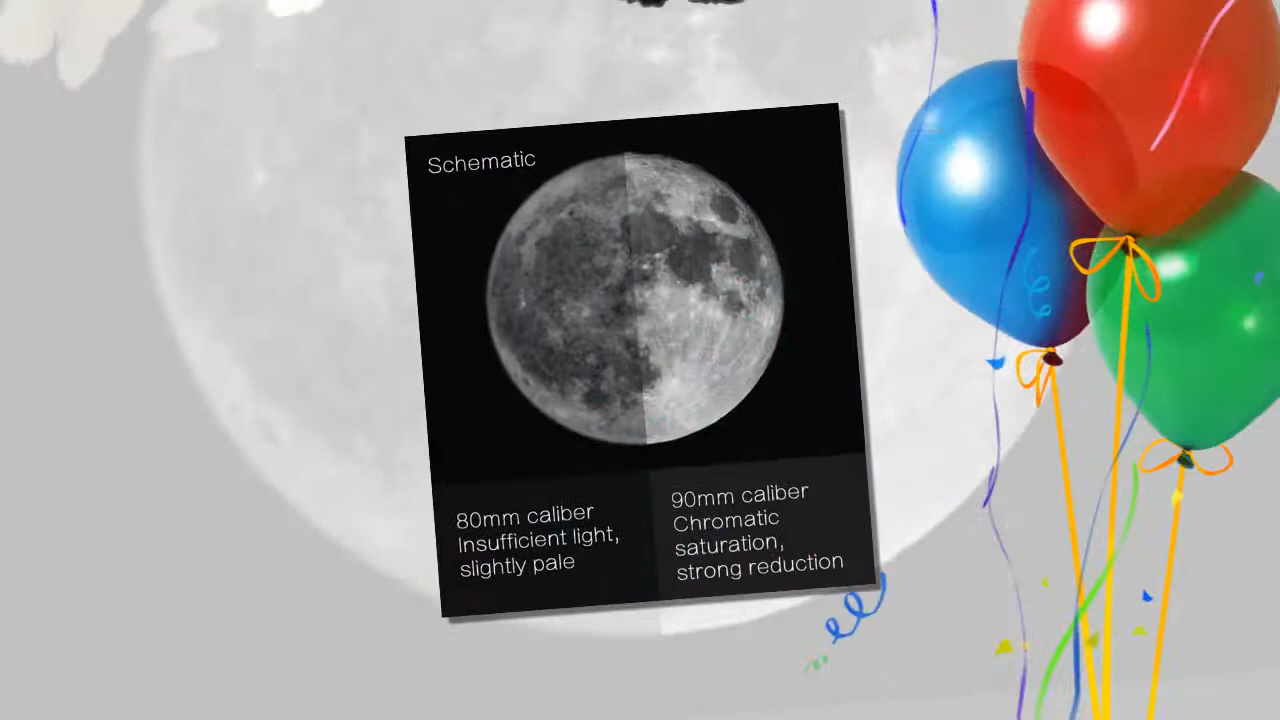 Schematic
80mm caliber
Insufficient light,
slightly pale
90mm caliber
Chromatic
saturation,
strong reduction